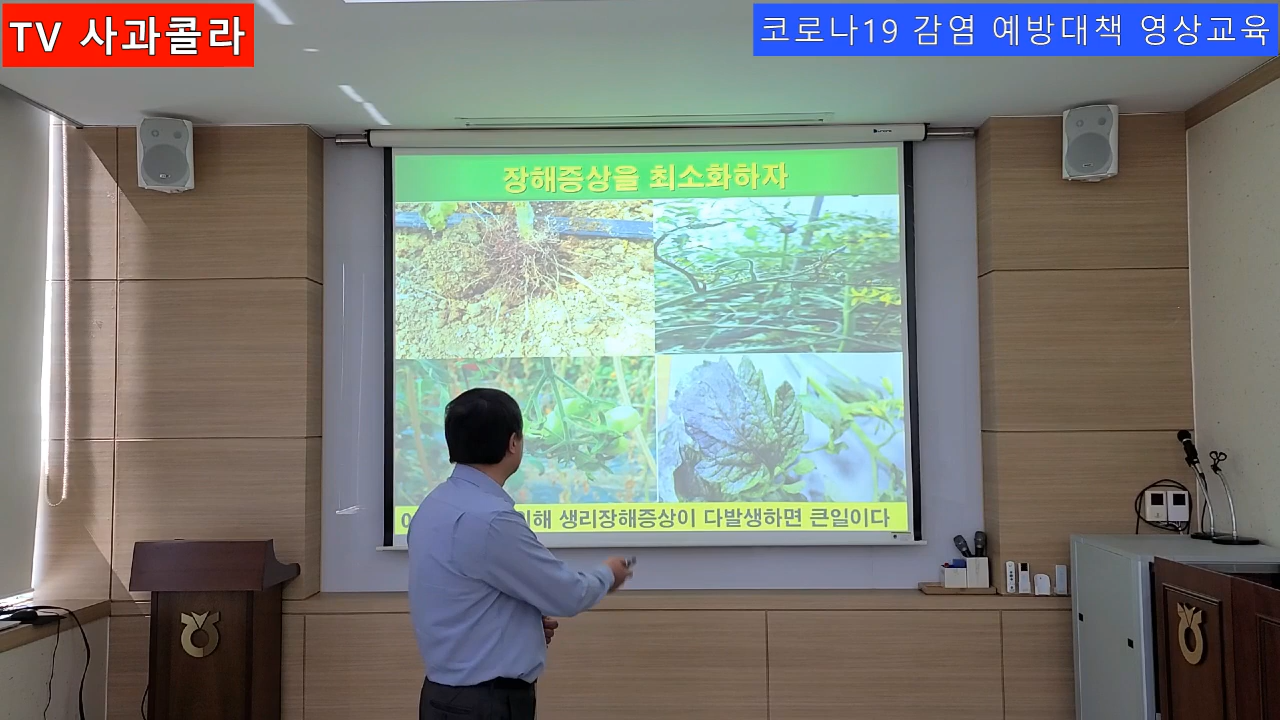 TV 사과콜라
코로나19 감염 예방대책 영상교육
장해증상을 최소화하자
생리장해증상이 다발생하면 큰일이다